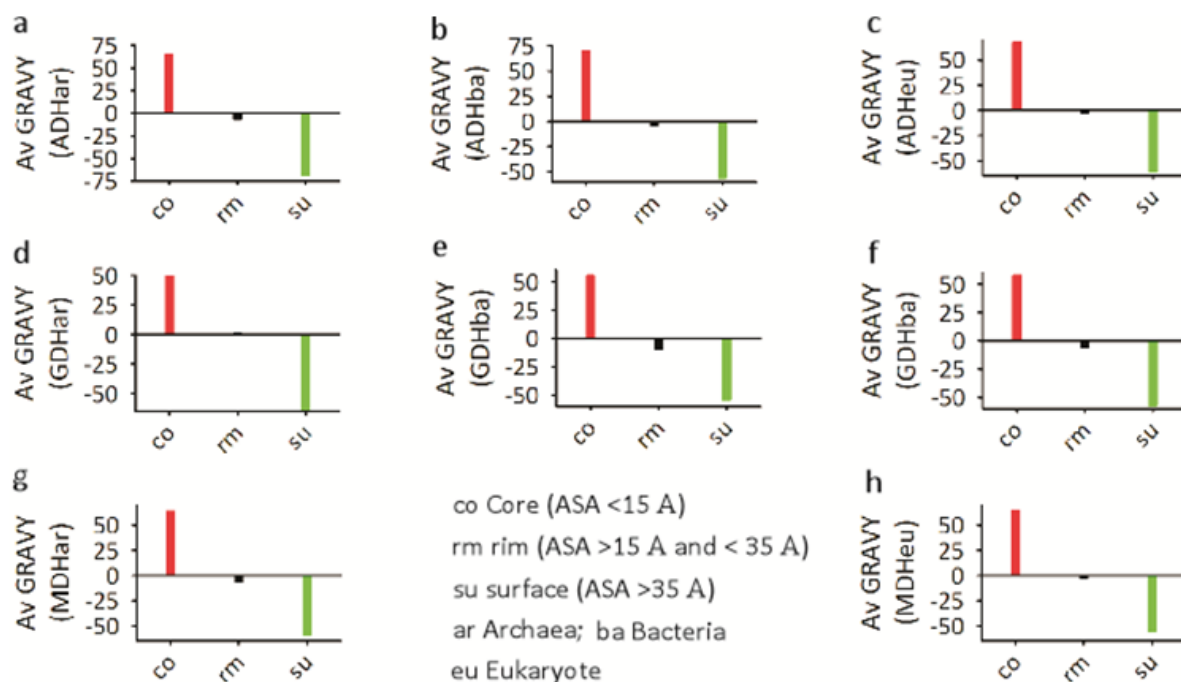 a
Av GRAVY
(ADHar)
75
50
25
0
-25
-50
-75
co
rm
su
b
Av GRAVY
(ADHba)
75
50
25
0
-25
-50
co
rm
su
c
Av GRAVY
(ADHeu)
50
25
0
-25
-50
co
rm
su
d
Av GRAVY
(GDHar)
50
25
0
-25
-50
co
rm
su
e
Av GRAVY
(GDHba)
50
25
0
-25
-50
co
rm
su
f
Av GRAVY
(GDHba)
50
25
0
-25
-50
co
rm
su
g
Av GRAVY
(MDHar)
50
25
0
-25
-50
co
rm
su
co Core (ASA <15 Å)
rm rim (ASA >15 Å and < 35 Å)
su surface (ASA >35 Å)
ar Archaea; ba Bacteria
eu Eukaryote
h
Av GRAVY
(MDHeu)
50
25
0
-25
-50
co
rm
su